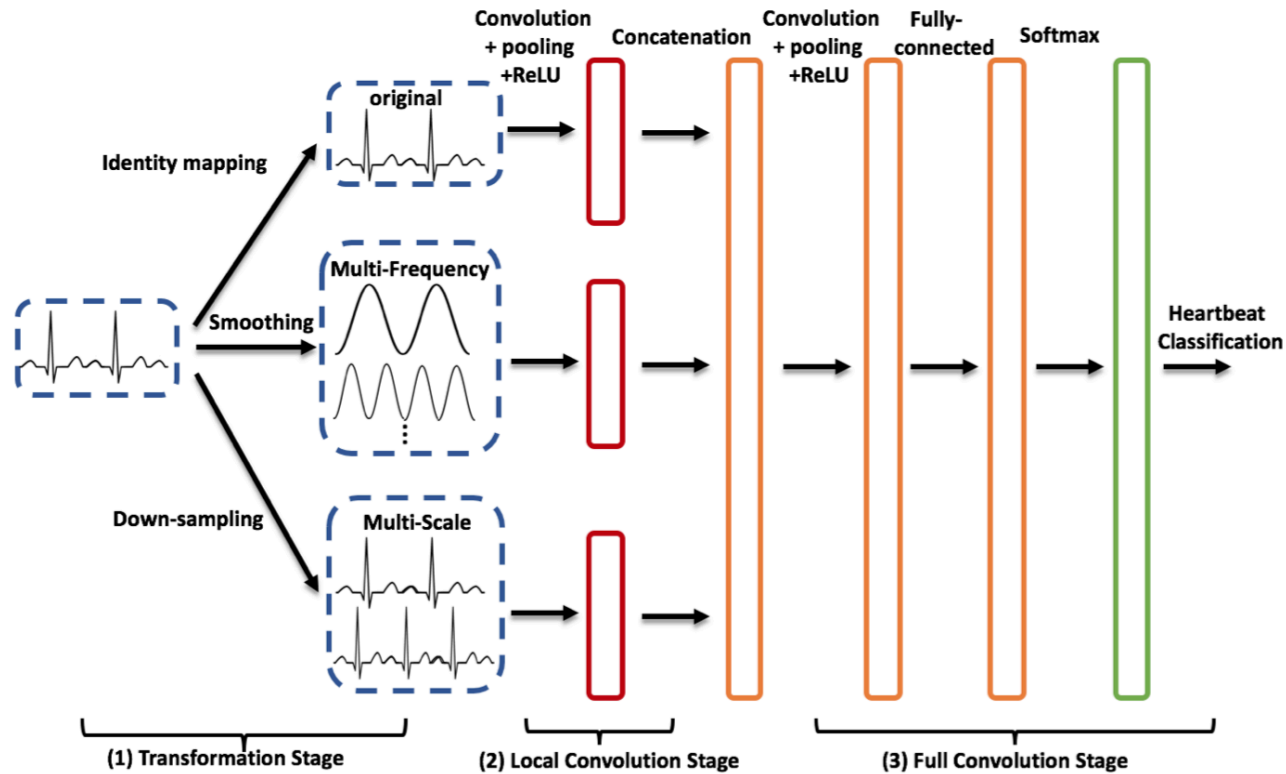 Convolution
+ pooling
+ReLU
Concatenation
Convolution
+ pooling
+ReLU
Fully-
connected
Softmax
original
Identity mapping
Multi-Frequency
Smoothing
Heartbeat
Classification
Down-sampling
Multi-Scale
(1) Transformation Stage
(2) Local Convolution Stage
(3) Full Convolution Stage